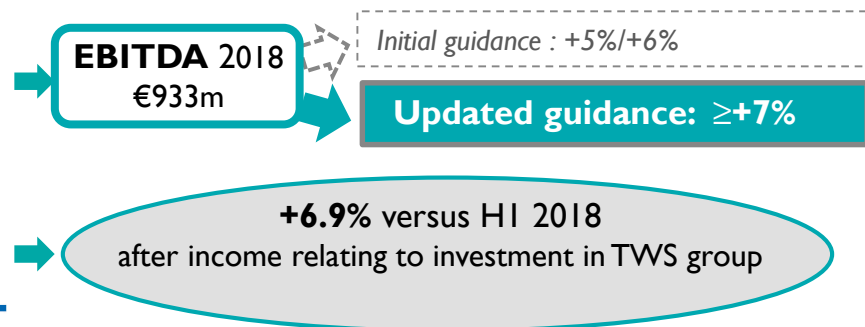 EBITDA 2018
€933m
Initial guidance : +5%/+6%
Updated guidance: ≥+7%
+6.9% versus H1 2018
after income relating to investment in TWS group